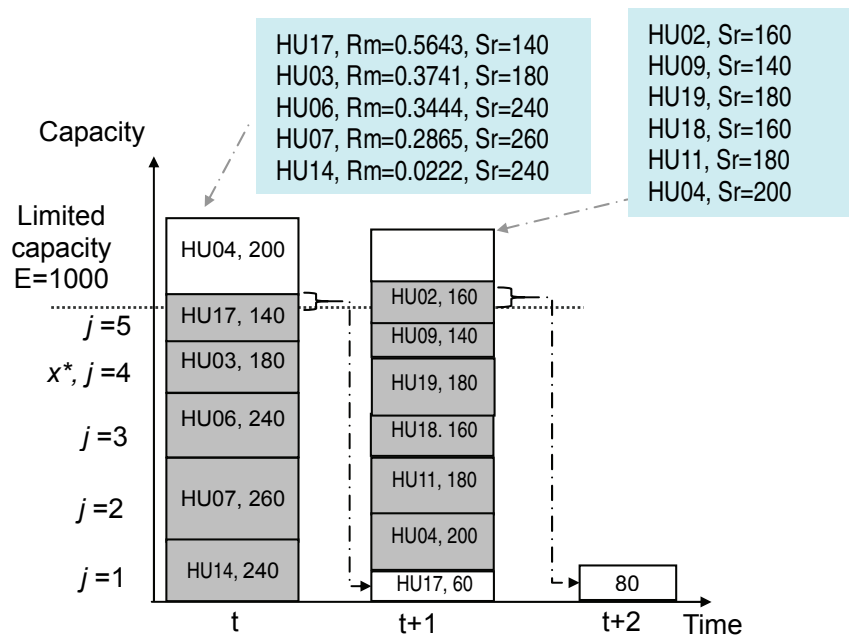 HU17, Rm=0.5643, Sr=140
HU03, Rm=0.3741, Sr=180
HU06, Rm=0.3444, Sr=240
HU07, Rm=0.2865, Sr=260
HU14, Rm=0.0222, Sr=240
HU02, Sr=160
HU09, Sr=140
HU19, Sr=180
HU18, Sr=160
HU11, Sr=180
HU04, Sr=200
Capacity
Limited
capacity
E=1000
j =5
x*, j =4
j =3
j =2
j =1
HU04, 200
HU17, 140
HU03, 180
HU06, 240
HU07, 260
HU14, 240
HU02, 160
HU09, 140
HU19, 180
HU18. 160
HU11, 180
HU04, 200
HU17, 60
80
t
t+1
t+2
Time